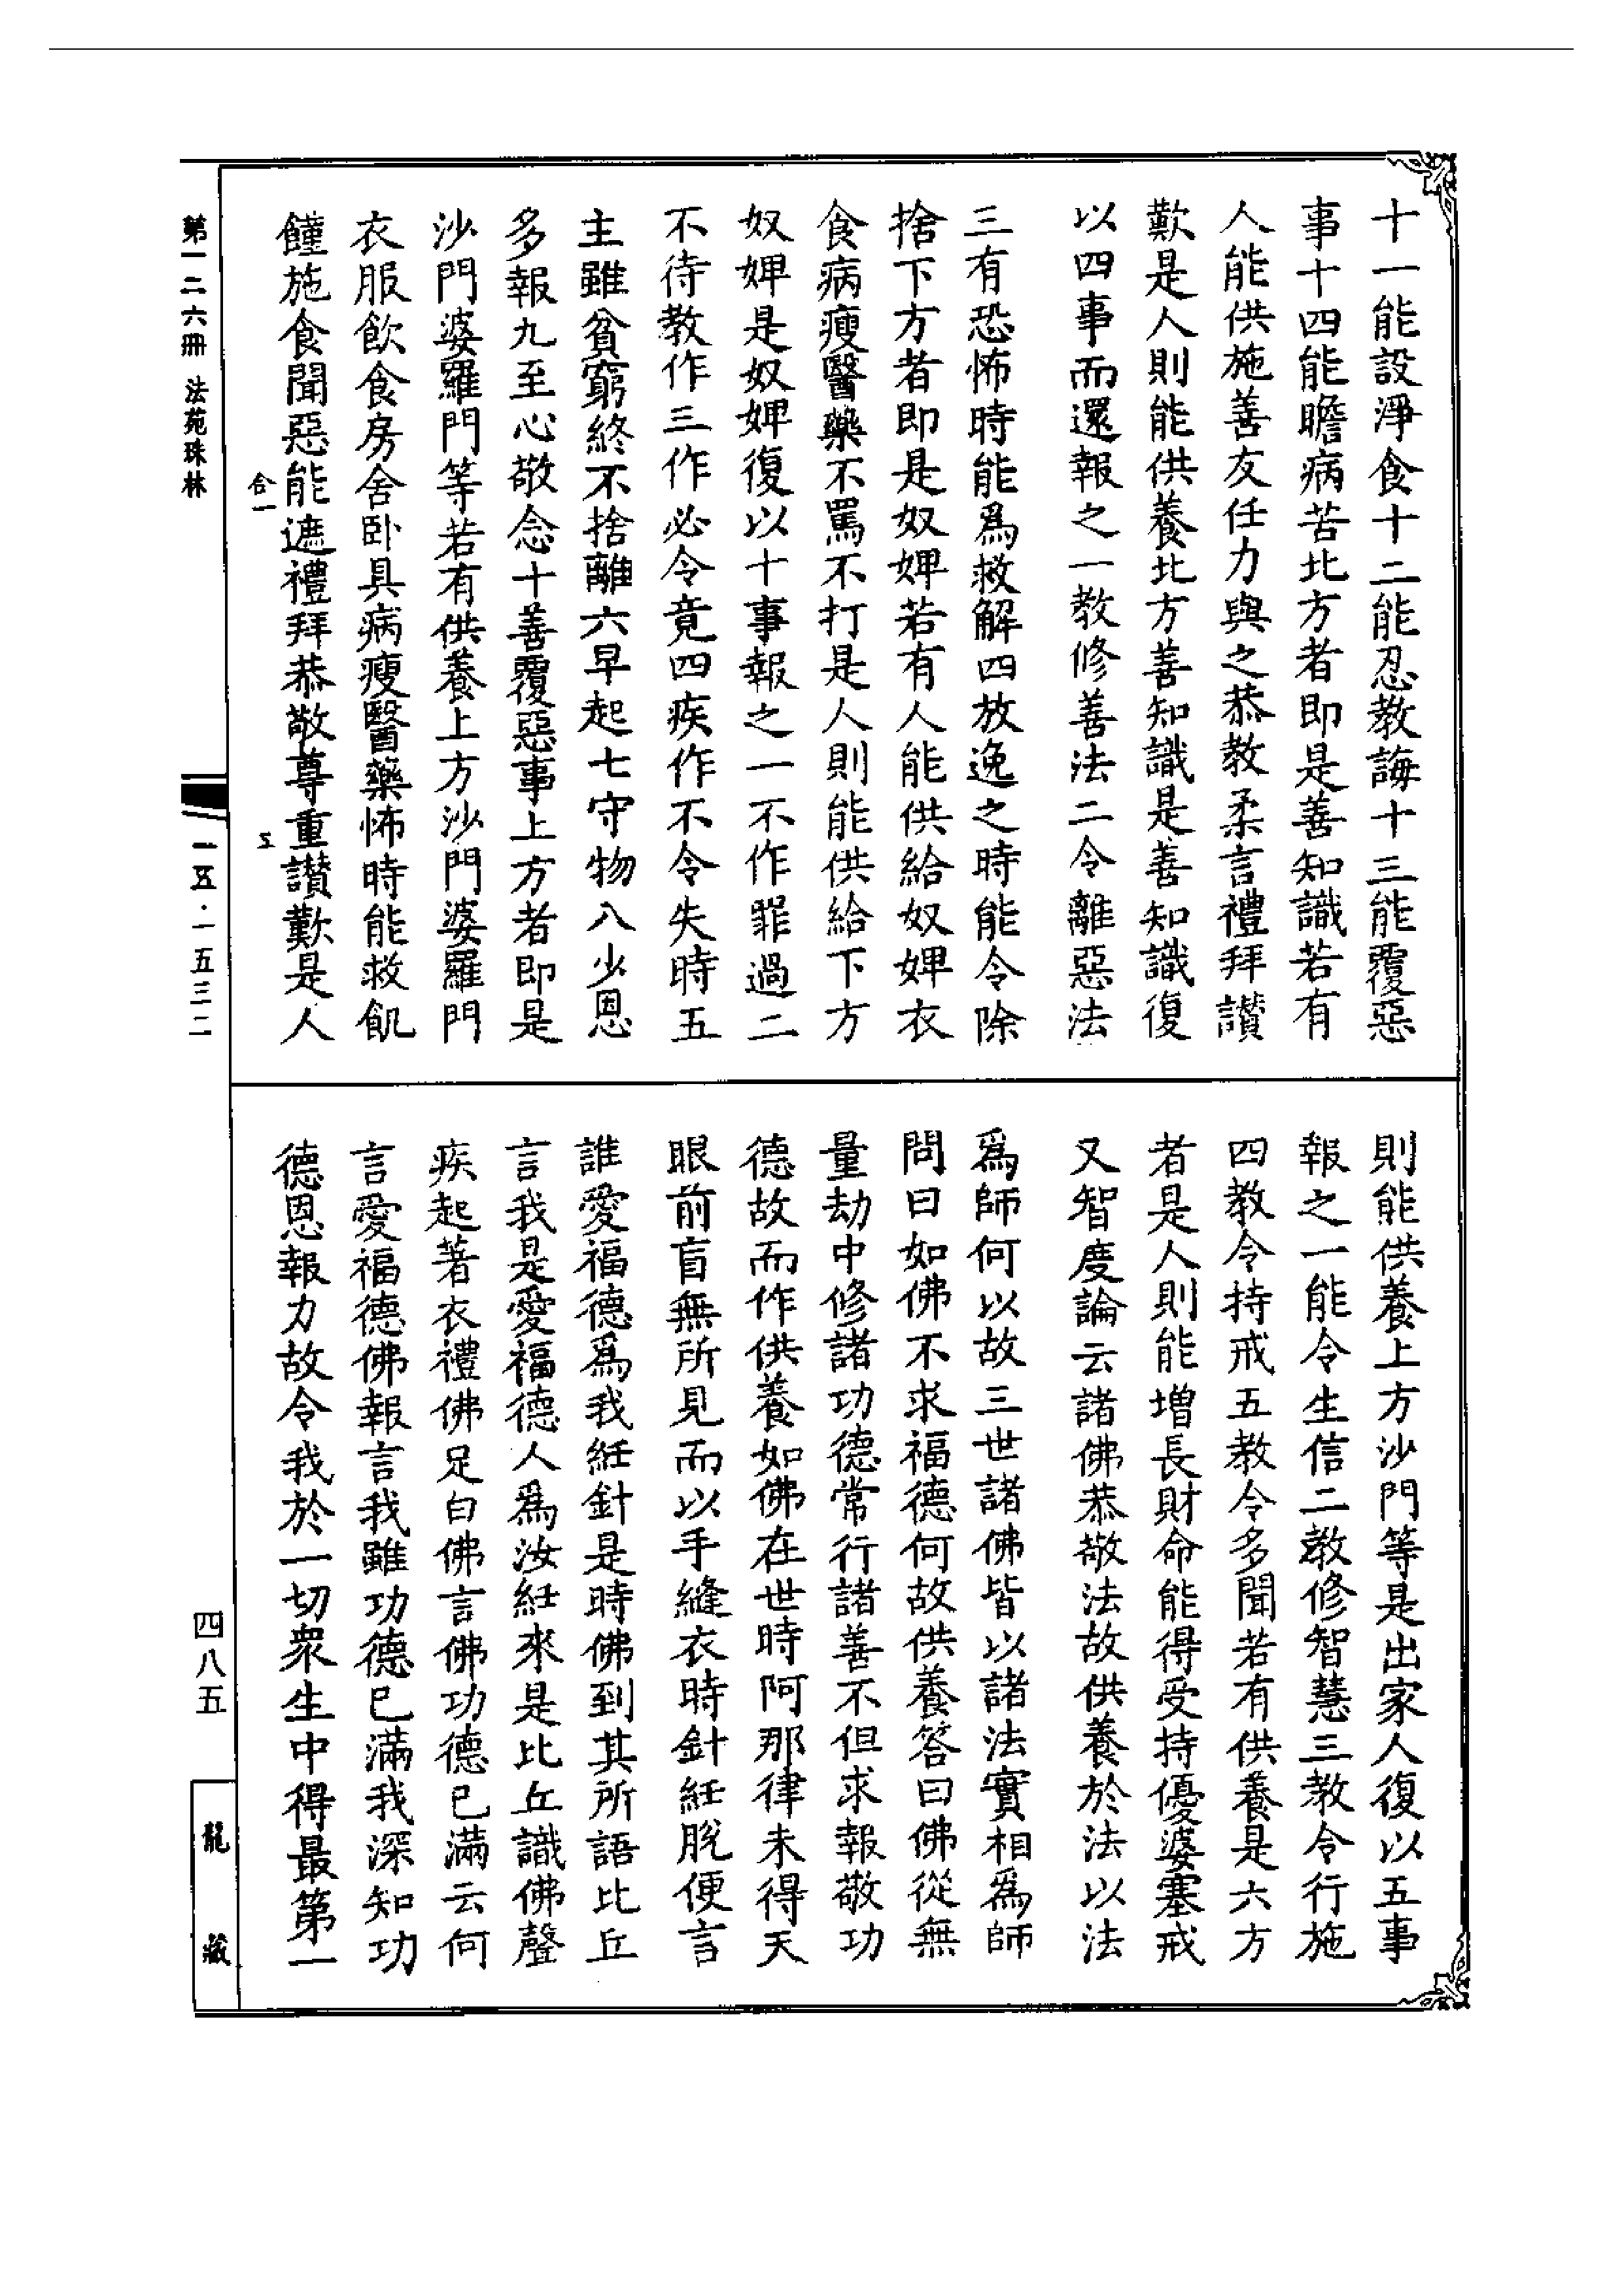 十一能設淨食十二能忍教誨十三能覆惡
事十四能瞻病苦北方者即是善知識若有
人能供施善友任力與之恭教柔言禮拜讚
歎是人則能供養北方善知識是善知識復
以四事而還報之一教修善法二令離惡法
三有恐怖時能爲救解四放逸之時能令除
捨下方者即是奴婢若有人能供給奴婢衣
食病瘦醫藥不罵不打是人則能供給下方
奴婢是奴婢復以十事報之一不作罪過二
不待教作三作必令竟四疾作不令失時五
主雖貧窮終不捨離六早起七守物八少恩
多報九至心敬念十善覆惡事上方者即是
沙門婆羅門等若有供養上方沙門婆羅門
衣服飲食房舍卧具病瘦醫藥怖時能救飢
饉施食聞惡能遮禮拜恭敬尊重讃歎是人
則能供養上方沙門等是出家人復以五事
報之一能令生信二教修智慧三教令行施
四教令持戒五教令多聞若有供養是六方
者是人則能增長財命能得受持優婆塞戒
又智度論云諸佛恭敬法故供養於法以法
爲師何以故三世諸佛皆以諸法實相爲師
問曰如佛不求福德何故供養答曰佛從無
量劫中修諸功德常行諸善不但求報敬功
德故而作供養如佛在世時阿那律未得天
眼前盲無所見而以手縫衣時針紝脫便言
誰愛福德爲我紝針是時佛到其所語比丘
言我是愛福德人爲汝紝來是比丘識佛聲
疾起著衣禮佛足白佛言佛功德已滿云何
言愛福德佛報言我雖功德已滿我深知功
德恩報力故令我於一切衆生中得最第一
合一
五
第一二六冊 法苑珠林
一五·一五三二
四八五
龍藏